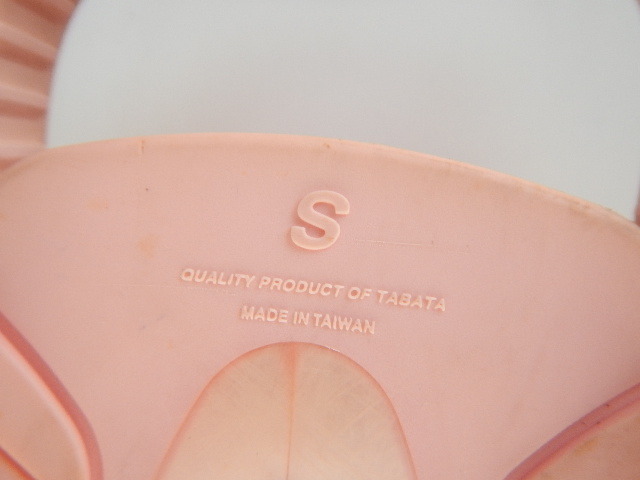 S
QUALITY PRODUCT OF TABATA
MADE IN TAIWAN